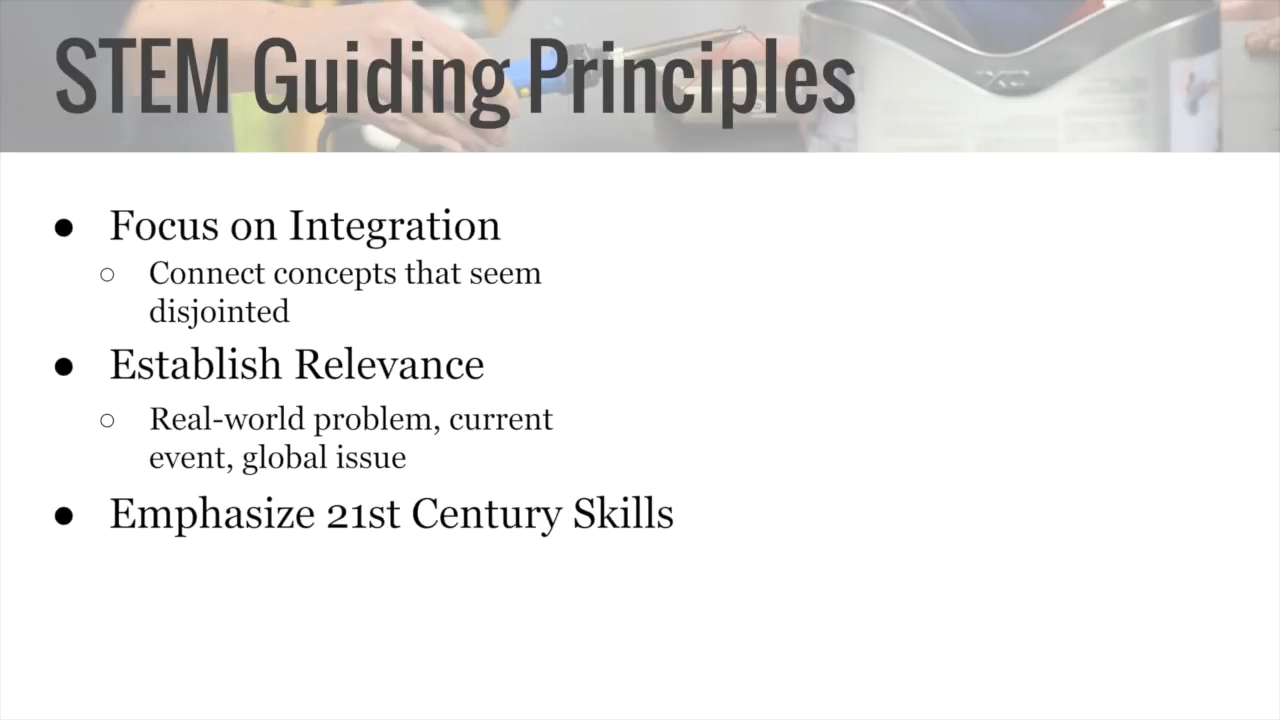 STEM Guiding Principles
● Focus on Integration
○ Connect concepts that seem
disjointed
● Establish Relevance
○ Real-world problem, current
event, global issue
● Emphasize 21st Century Skills